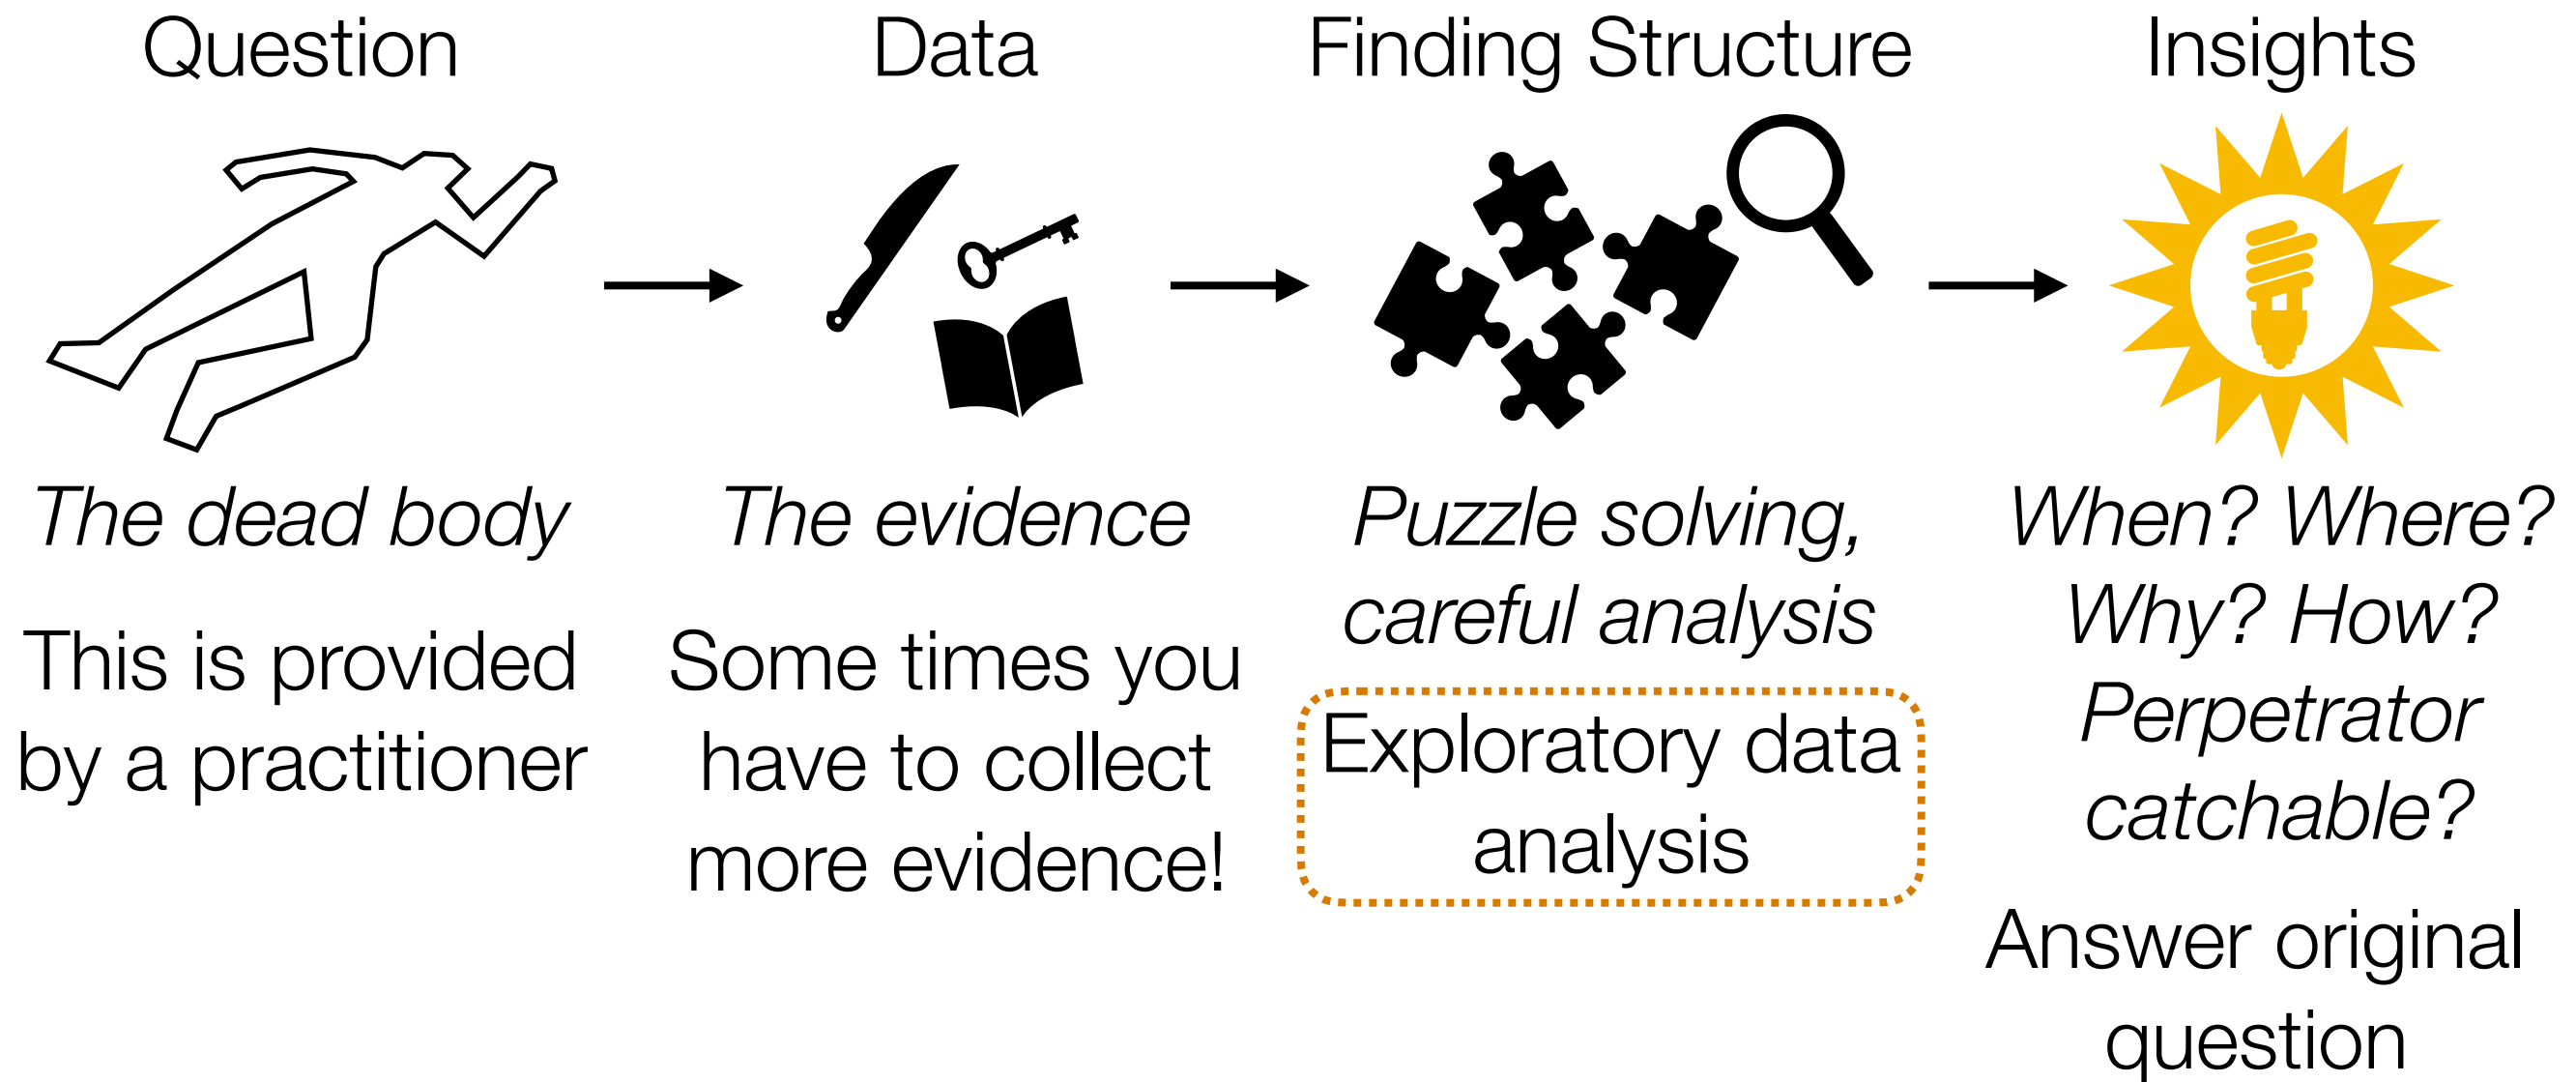 Question
The dead body
This is provided
by a practitioner
Data
The evidence
Some times you
have to collect
more evidence!
Finding Structure
Puzzle solving,
careful analysis
Exploratory data
analysis
Insights
When? Where?
Why? How?
Perpetrator
catchable?
Answer original
question